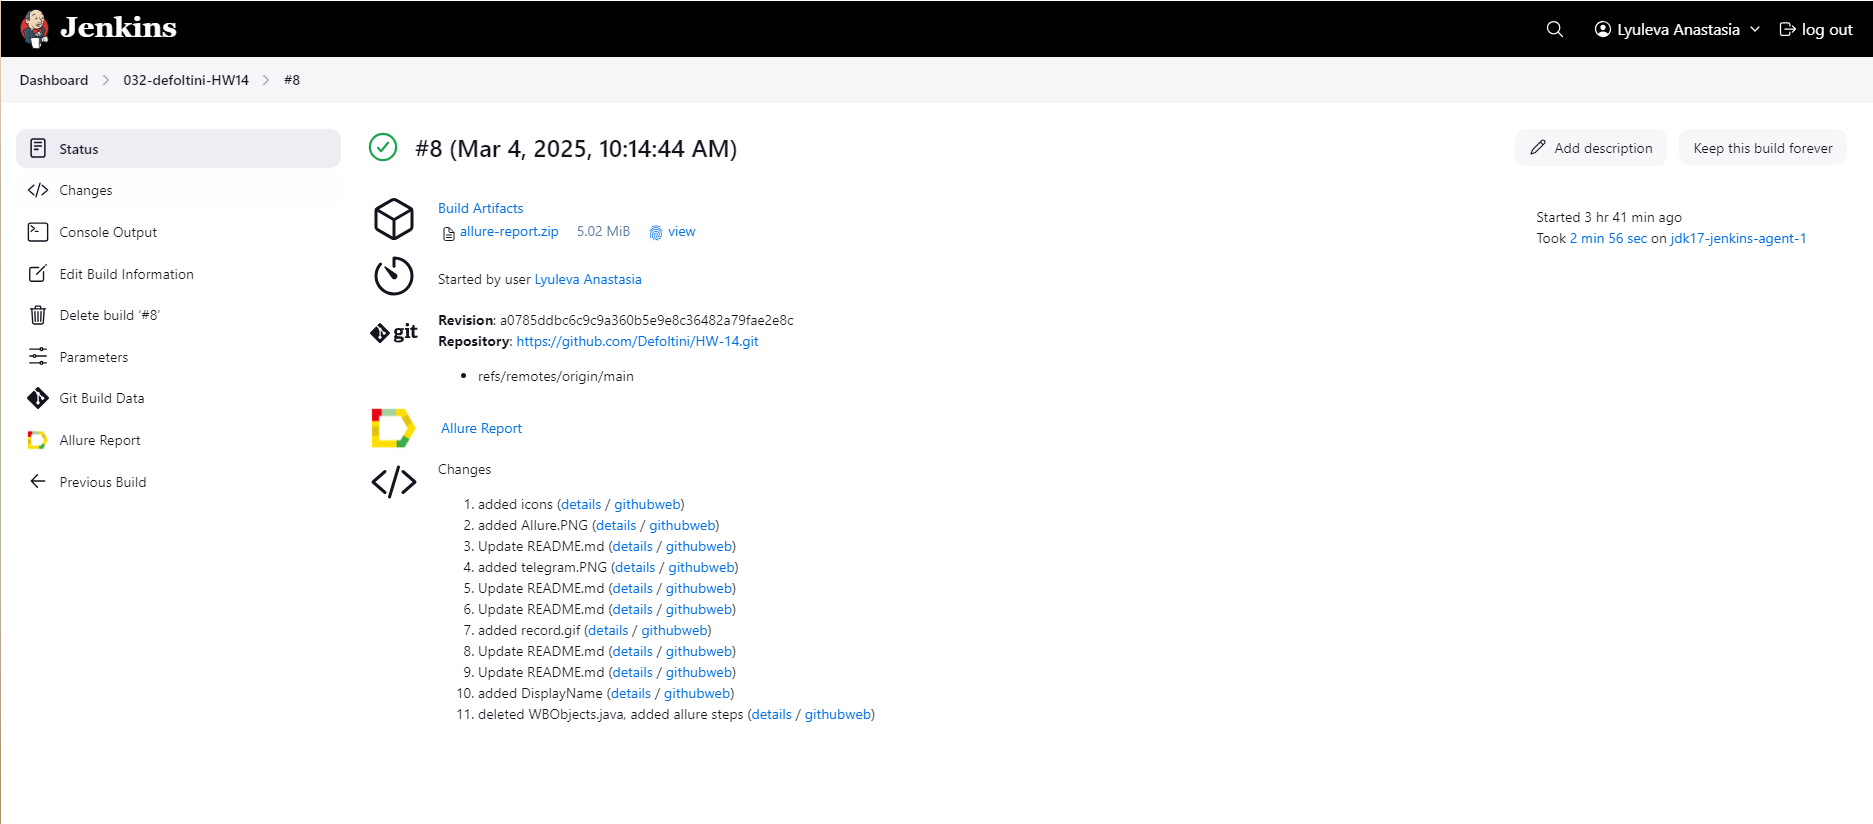 Jenkins
Lyuleva Anastasia
log out
Dashboard
032-defoltini-HW14
#8
Status
Changes
Console Output
Edit Build Information
Delete build ‘#8’
Parameters
Git Build Data
Allure Report
Previous Build
#8 (Mar 4, 2025, 10:14:44 AM)
Add description
Keep this build forever
Started 3 hr 41 min ago
Took 2 min 56 sec on jdk17-jenkins-agent-1
Build Artifacts
allure-report.zip 5.02 MiB view
Started by user Lyuleva Anastasia
git
Revision: a0785ddbc6c9c9a360b5e9e8c36482a79fae2e8c
Repository: https://github.com/Defoltini/HW-14.git
• refs/remotes/origin/main
Allure Report
Changes
1. added icons (details / githubweb)
2. added Allure.PNG (details / githubweb)
3. Update README.md (details / githubweb)
4. added telegram.PNG (details / githubweb)
5. Update README.md (details / githubweb)
6. Update README.md (details / githubweb)
7. added record.gif (details / githubweb)
8. Update README.md (details / githubweb)
9. Update README.md (details / githubweb)
10. added DisplayName (details / githubweb)
11. deleted WBObjects.java, added allure steps (details / githubweb)